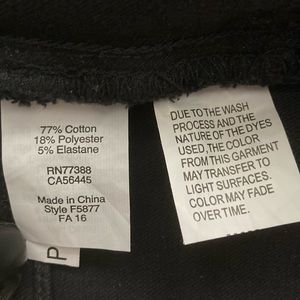 77% Cotton
18% Polyester
5% Elastane
RN77388
CA56445
Made in China
Style F5877
FA 16
P
DUE TO THE WASH
PROCESS AND THE
NATURE OF THE DYES
USED,THE COLOR
FROM THIS GARMENT
MAY TRANSFER TO
LIGHT SURFACES.
COLOR MAY FADE
OVER TIME.